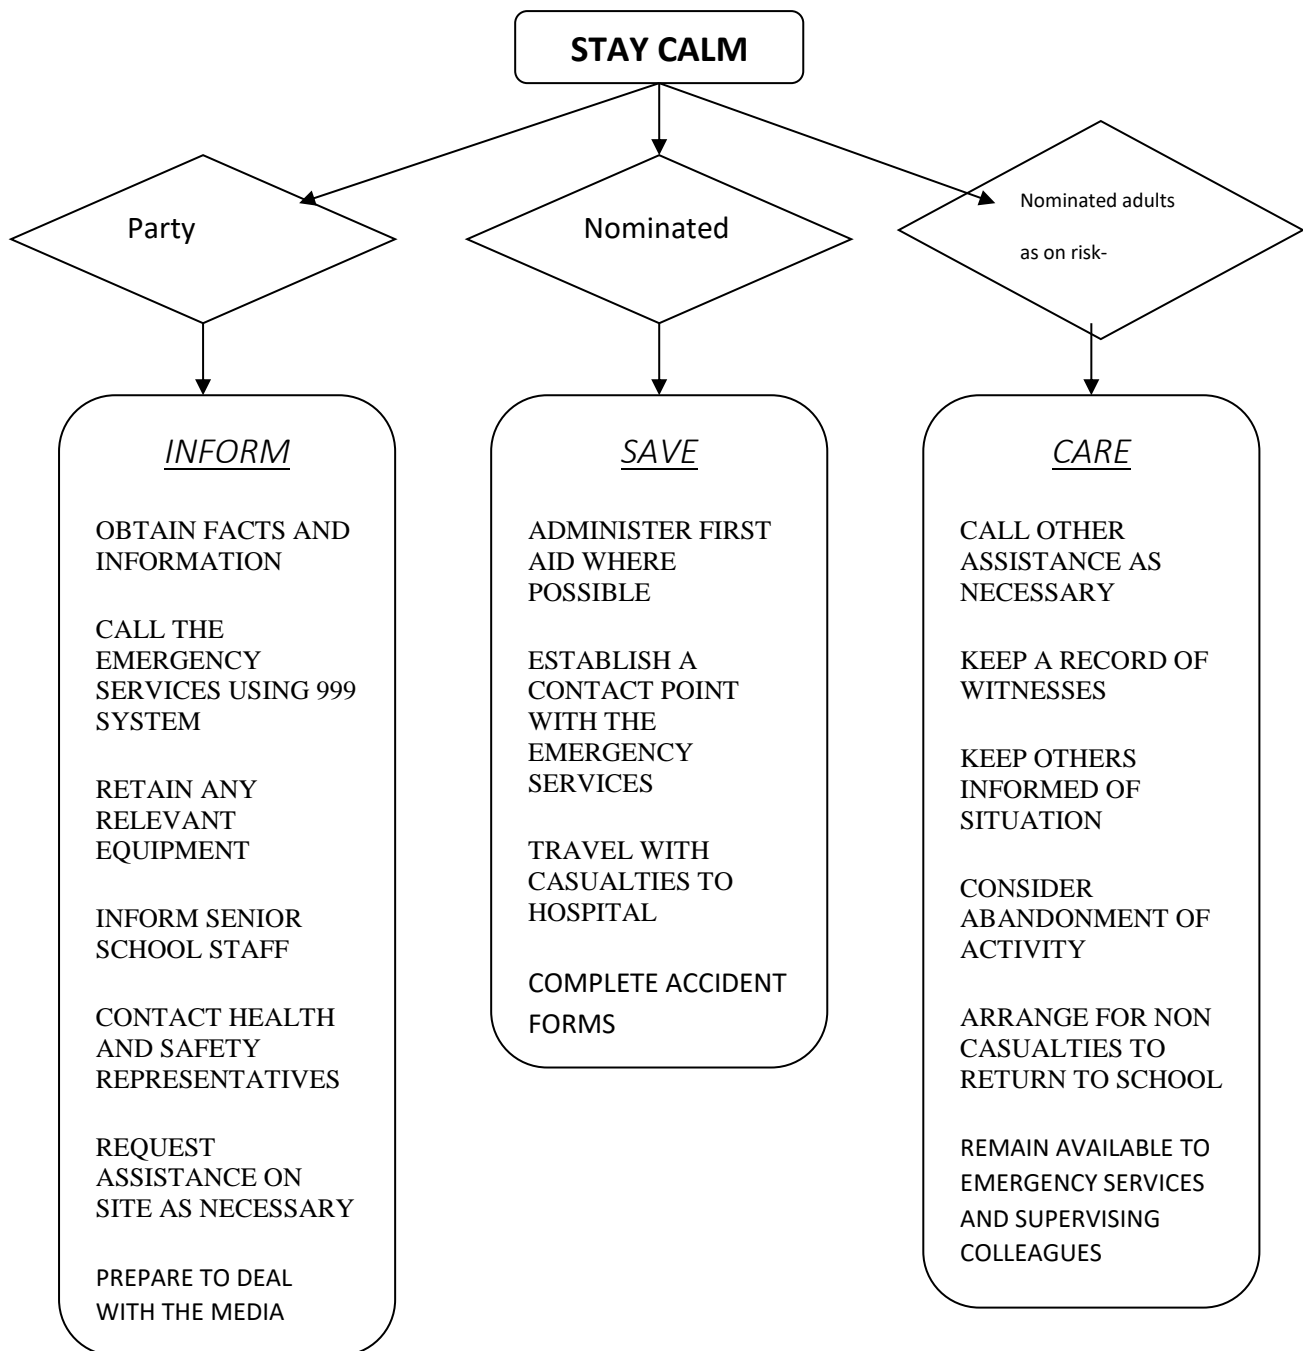 STAY CALM
Party
Nominated
Nominated adults
as on risk-
INFORM
OBTAIN FACTS AND
INFORMATION
CALL THE
EMERGENCY
SERVICES USING 999
SYSTEM
RETAIN ANY
RELEVANT
EQUIPMENT
INFORM SENIOR
SCHOOL STAFF
CONTACT HEALTH
AND SAFETY
REPRESENTATIVES
REQUEST
ASSISTANCE ON
SITE AS NECESSARY
PREPARE TO DEAL
WITH THE MEDIA
SAVE
ADMINISTER FIRST
AID WHERE
POSSIBLE
ESTABLISH A
CONTACT POINT
WITH THE
EMERGENCY
SERVICES
TRAVEL WITH
CASUALTIES TO
HOSPITAL
COMPLETE ACCIDENT
FORMS
CARE
CALL OTHER
ASSISTANCE AS
NECESSARY
KEEP A RECORD OF
WITNESSES
KEEP OTHERS
INFORMED OF
SITUATION
CONSIDER
ABANDONMENT OF
ACTIVITY
ARRANGE FOR NON
CASUALTIES TO
RETURN TO SCHOOL
REMAIN AVAILABLE TO
EMERGENCY SERVICES
AND SUPERVISING
COLLEAGUES